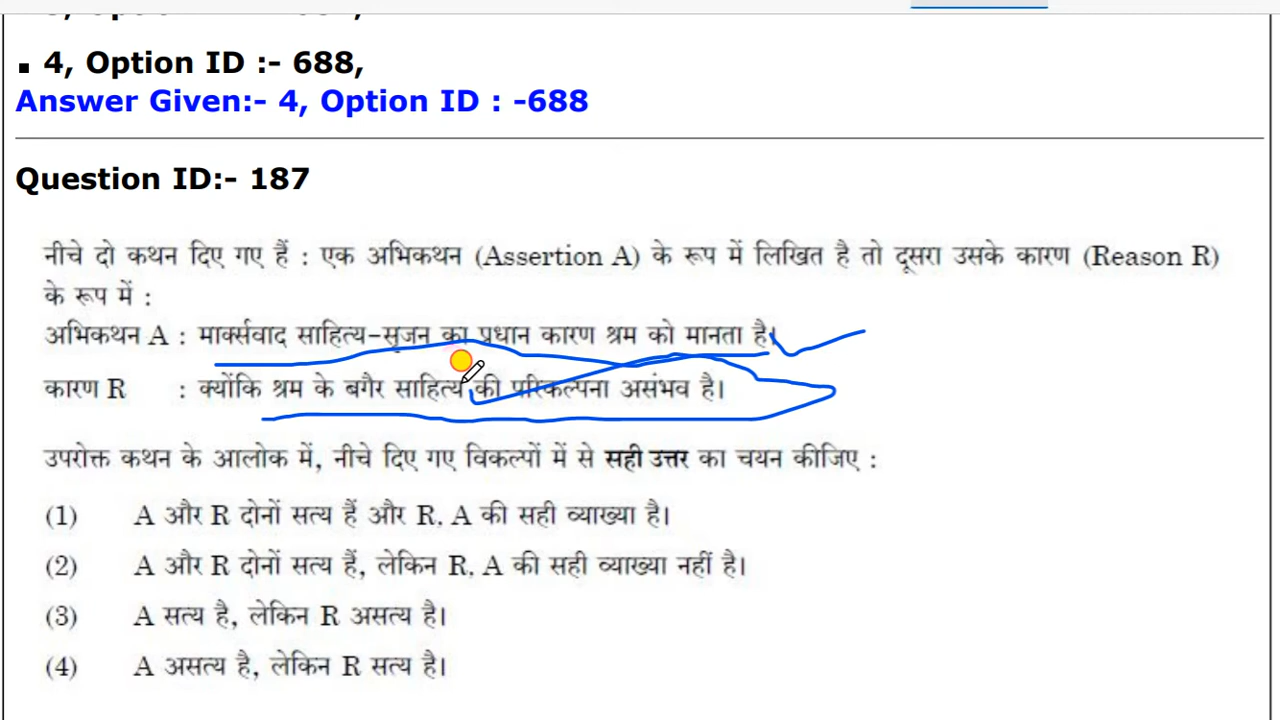 ▪ 4, Option ID :- 688,
Answer Given:- 4, Option ID : -688
Question ID:- 187
नीचे दो कथन दिए गए हैं : एक अभिकथन (Assertion A) के रूप में लिखित है तो दूसरा उसके कारण (Reason R)
के रूप में :
अभिकथन A : मार्क्सवाद साहित्य-सृजन का प्रधान कारण श्रम को मानता है।
कारण R : क्योंकि श्रम के बगैर साहित्य की परिकल्पना असंभव है।
उपरोक्त कथन के आलोक में, नीचे दिए गए विकल्पों में से सही उत्तर का चयन कीजिए :
(1) A और R दोनों सत्य हैं और R, A की सही व्याख्या है।
(2) A और R दोनों सत्य हैं, लेकिन R, A की सही व्याख्या नहीं है।
(3) A सत्य है, लेकिन R असत्य है।
(4) A असत्य है, लेकिन R सत्य है।